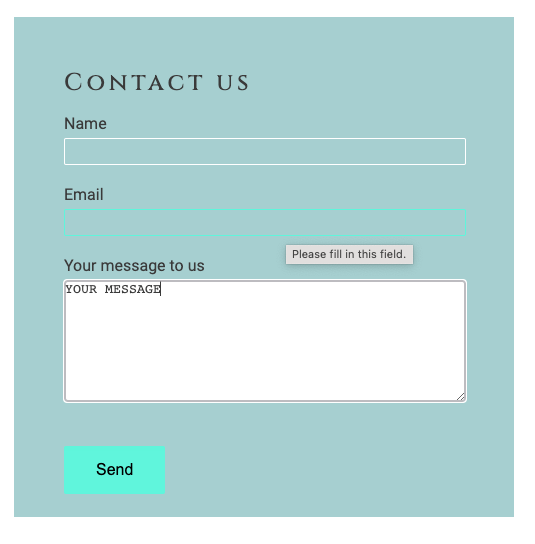 Contact us
Name
Email
Please fill in this field.
Your message to us
YOUR MESSAGE
Send